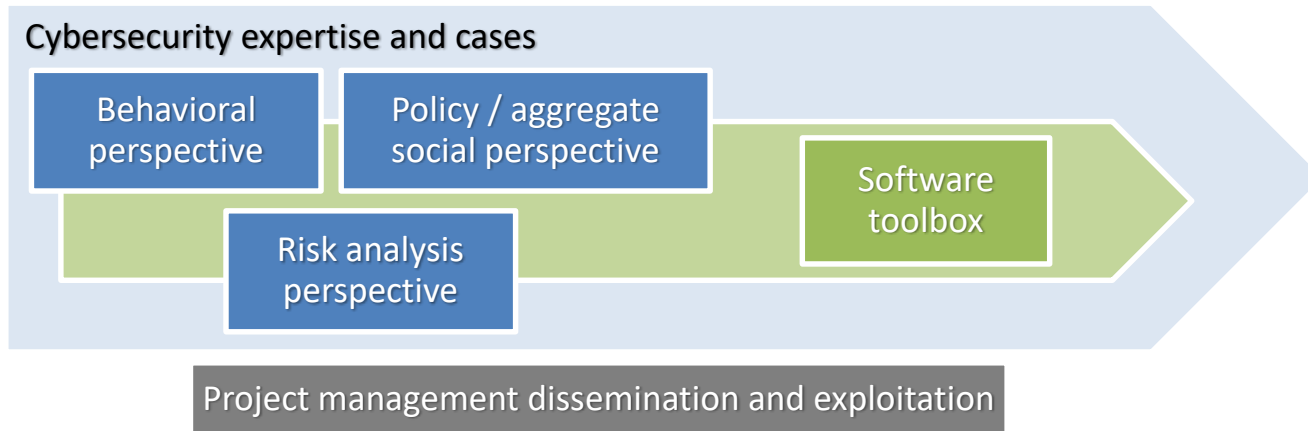 Cybersecurity expertise and cases
Behavioral
perspective
Policy / aggregate
social perspective
Software
toolbox
Risk analysis
perspective
Project management dissemination and exploitation